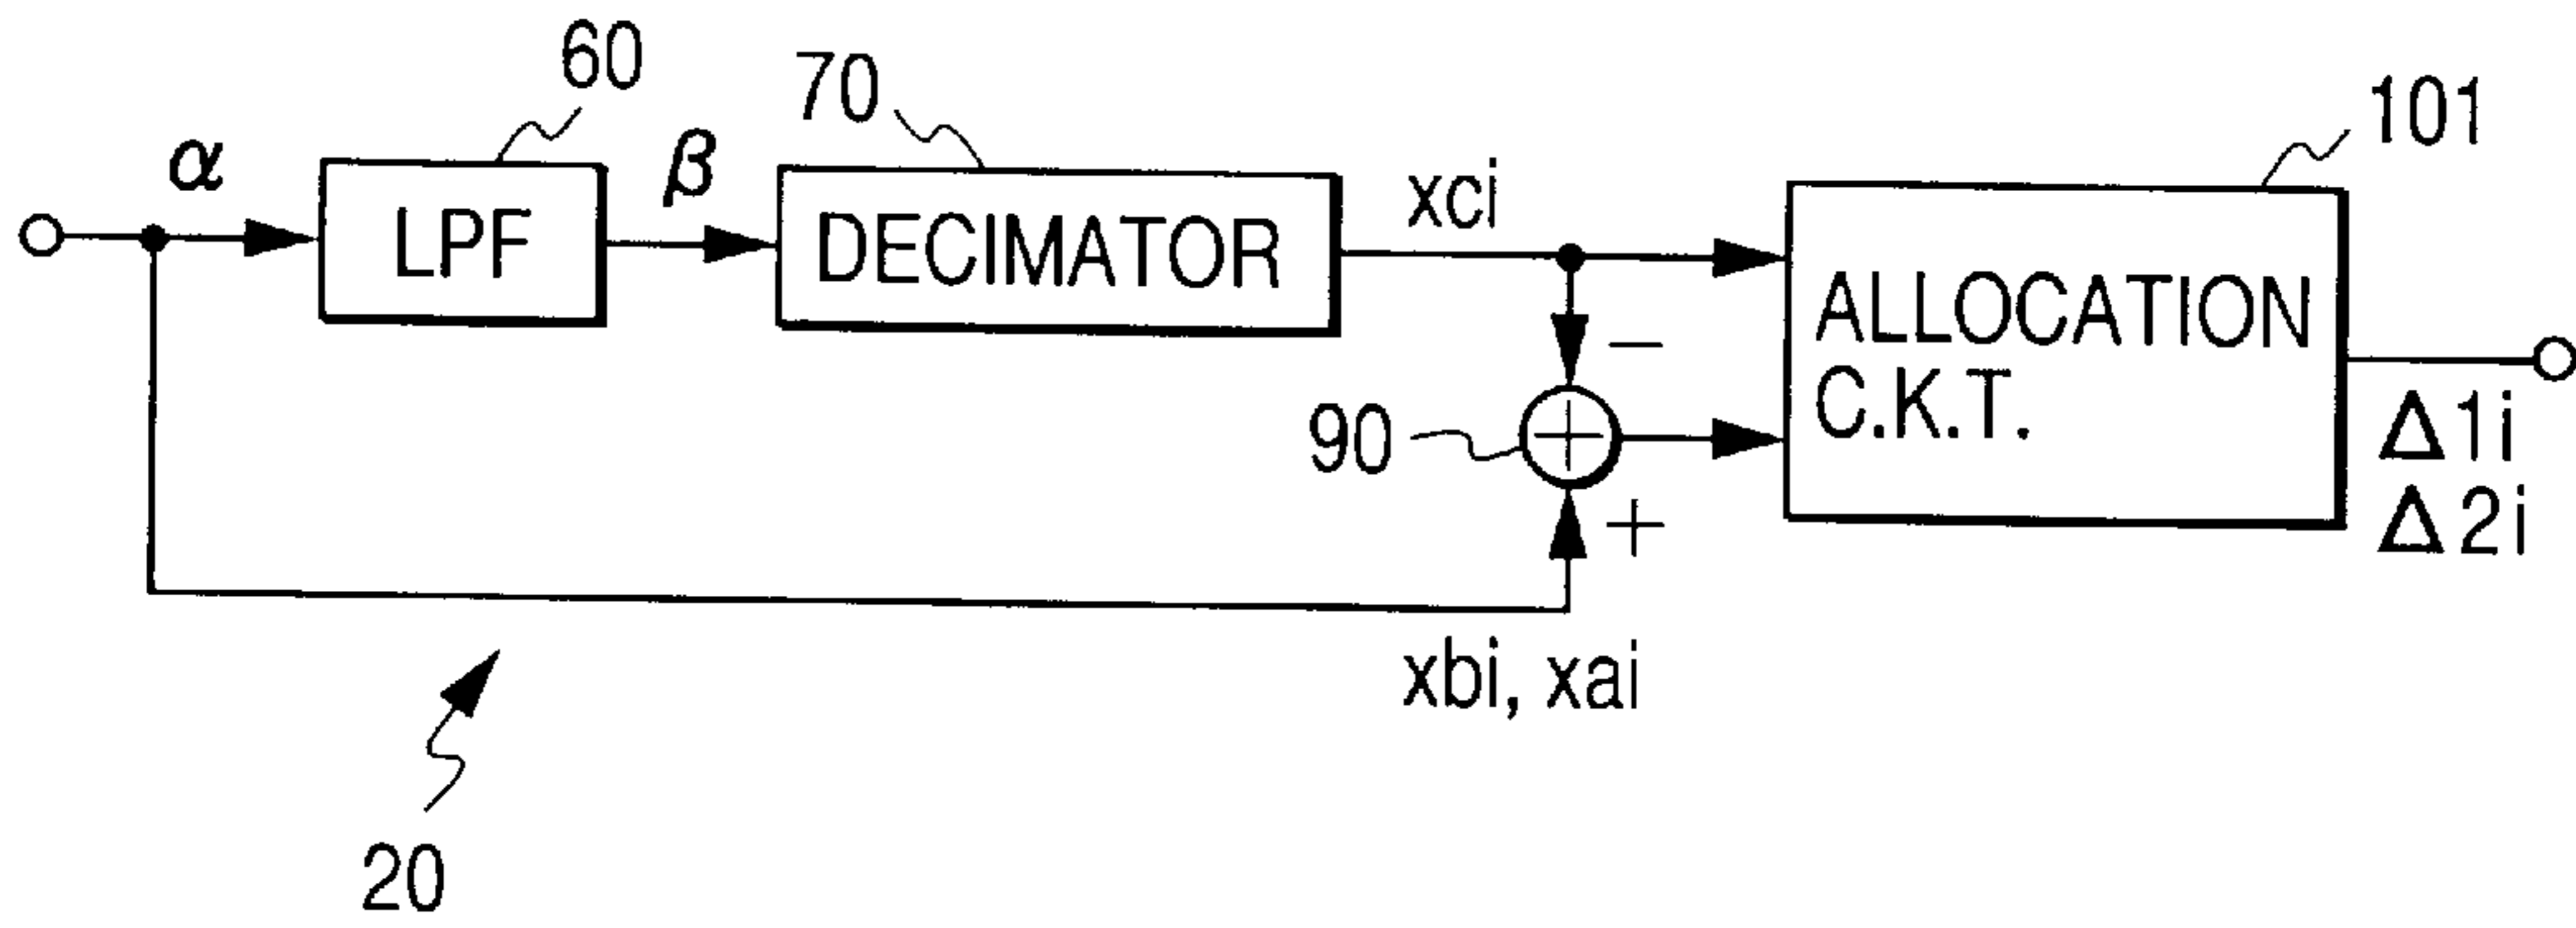 60
70
101
α
β
LPF
DECIMATOR
xci
ALLOCATION
C.K.T.
−
90
+
+
Δ1i
Δ2i
xbi, xai
20